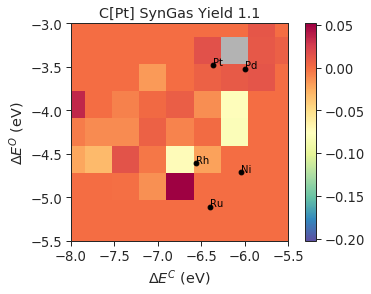 C[Pt] SynGas Yield 1.1
−3.0
−3.5
−4.0
−4.5
−5.0
−5.5
ΔE^O (eV)
Pt
Pd
Rh
Ni
Ru
−8.0 −7.5 −7.0 −6.5 −6.0 −5.5
ΔE^C (eV)
0.05
0.00
−0.05
−0.10
−0.15
−0.20